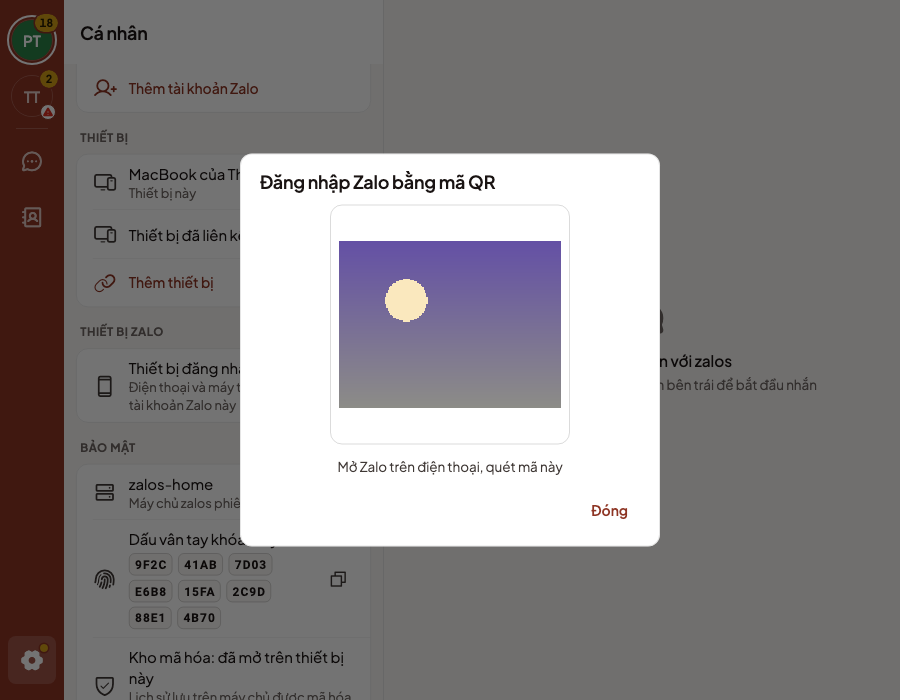 18
PT
2
TT
Cá nhân
Thêm tài khoản Zalo
THIẾT BỊ
MacBook của
Thiết bị này
Thiết bị đã liên
Thêm thiết bị
THIẾT BỊ ZALO
Thiết bị đăng
Điện thoại và máy
tài khoản Zalo này
BẢO MẬT
zalos-home
Máy chủ zalos
Dấu vân tay
9F2C 41AB 7D03
E6B8 15FA 2C9D
88E1 4B70
Kho mã hóa: đã mở trên thiết bị
này
Lịch sử lưu trên máy chủ được mã hóa
Đăng nhập Zalo bằng mã QR
Mở Zalo trên điện thoại, quét mã này
Đóng
với zalos
bên trái để bắt đầu nhắn